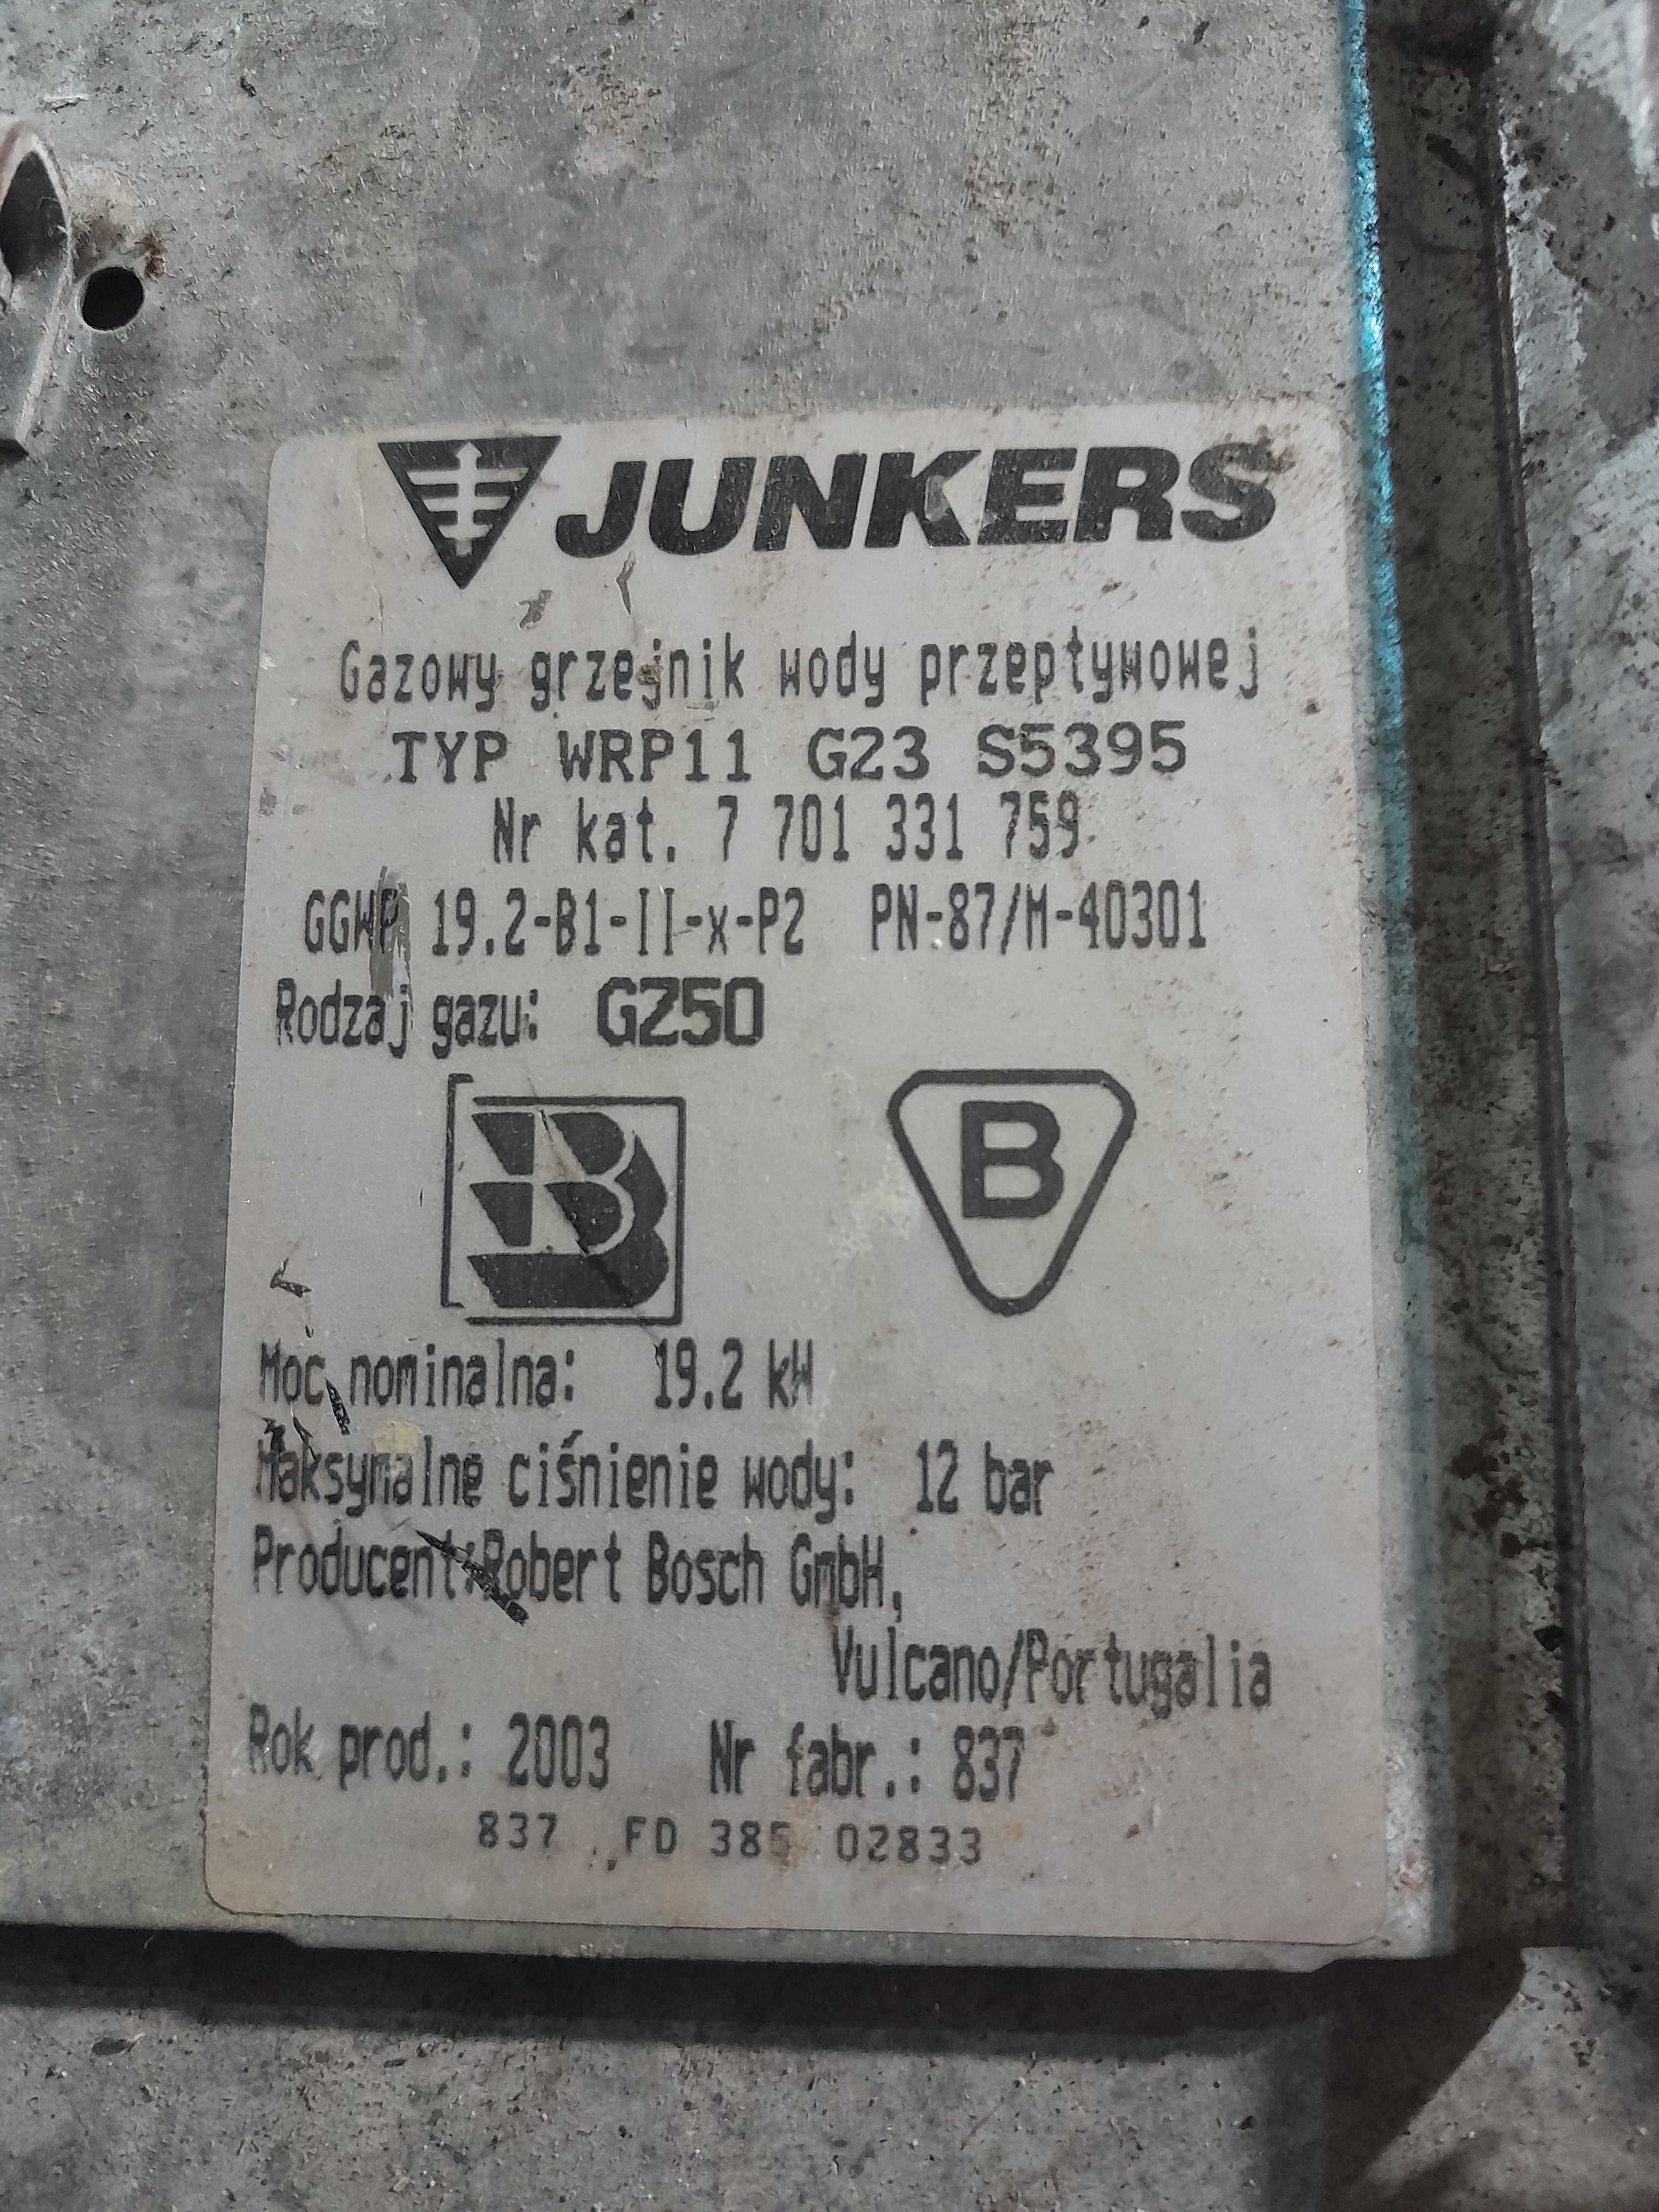 JUNKERS
Gazowy grzejnik wody przepływowej
TYP WRP11 G23 S5395
Nr kat. 7 701 331 759
GGWP 19.2-B1-II-x-P2 PN-87/M-40301
Rodzaj gazu: GZ50
B
B
Moc nominalna: 19.2 kW
Maksymalne ciśnienie wody: 12 bar
Producent:Robert Bosch GmbH,
Vulcano/Portugalia
Rok prod.: 2003 Nr fabr.: 837
837 FD 385 02833